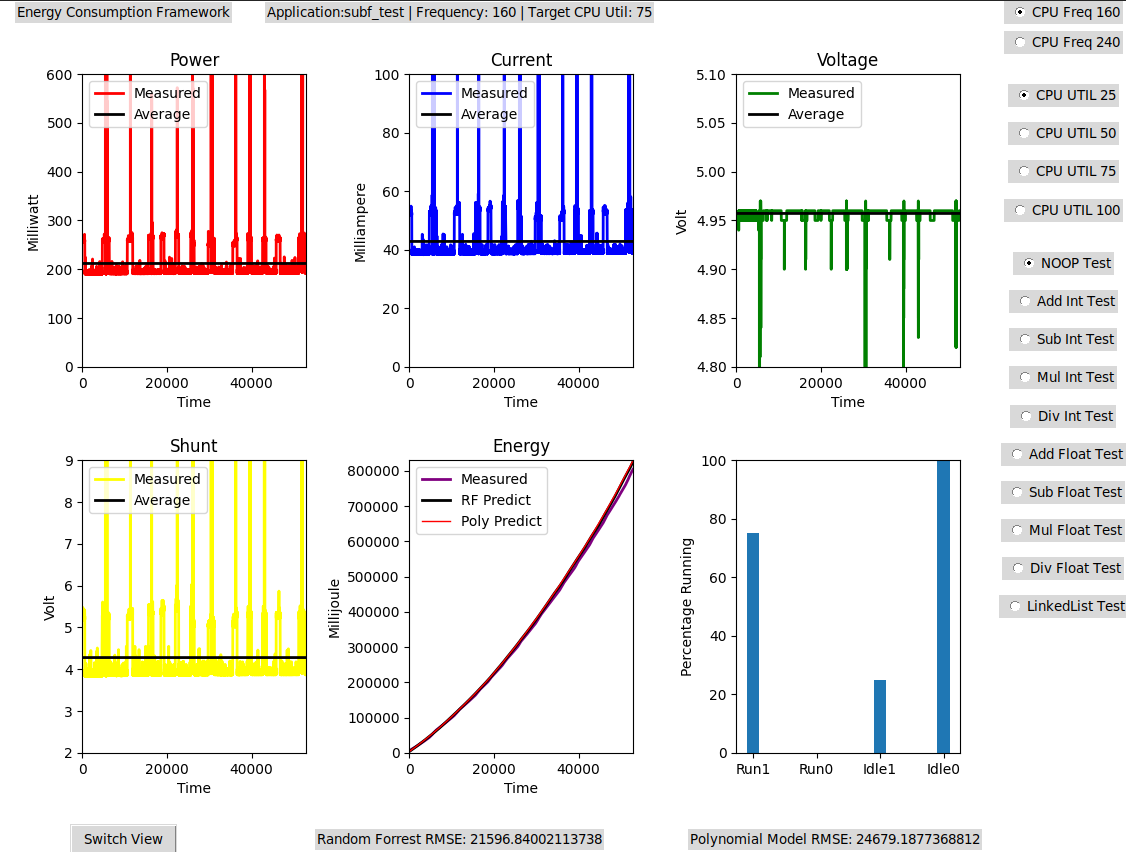 Energy Consumption Framework
Application:subf_test | Frequency: 160 | Target CPU Util: 75
CPU Freq 160
CPU Freq 240
CPU UTIL 25
CPU UTIL 50
CPU UTIL 75
CPU UTIL 100
NOOP Test
Add Int Test
Sub Int Test
Mul Int Test
Div Int Test
Add Float Test
Sub Float Test
Mul Float Test
Div Float Test
LinkedList Test
Power
Measured
Average
Milliwatt
600
500
400
300
200
100
0
0 20000 40000
Time
Current
Measured
Average
Milliampere
100
80
60
40
20
0
0 20000 40000
Time
Voltage
Measured
Average
Volt
5.10
5.05
5.00
4.95
4.90
4.85
4.80
0 20000 40000
Time
Shunt
Measured
Average
Volt
9
8
7
6
5
4
3
2
0 20000 40000
Time
Energy
Measured
RF Predict
Poly Predict
Millijoule
800000
700000
600000
500000
400000
300000
200000
100000
0
0 20000 40000
Time
Percentage Running
100
80
60
40
20
0
Run1 Run0 Idle1 Idle0
Switch View
Random Forrest RMSE: 21596.84002113738
Polynomial Model RMSE: 24679.1877368812